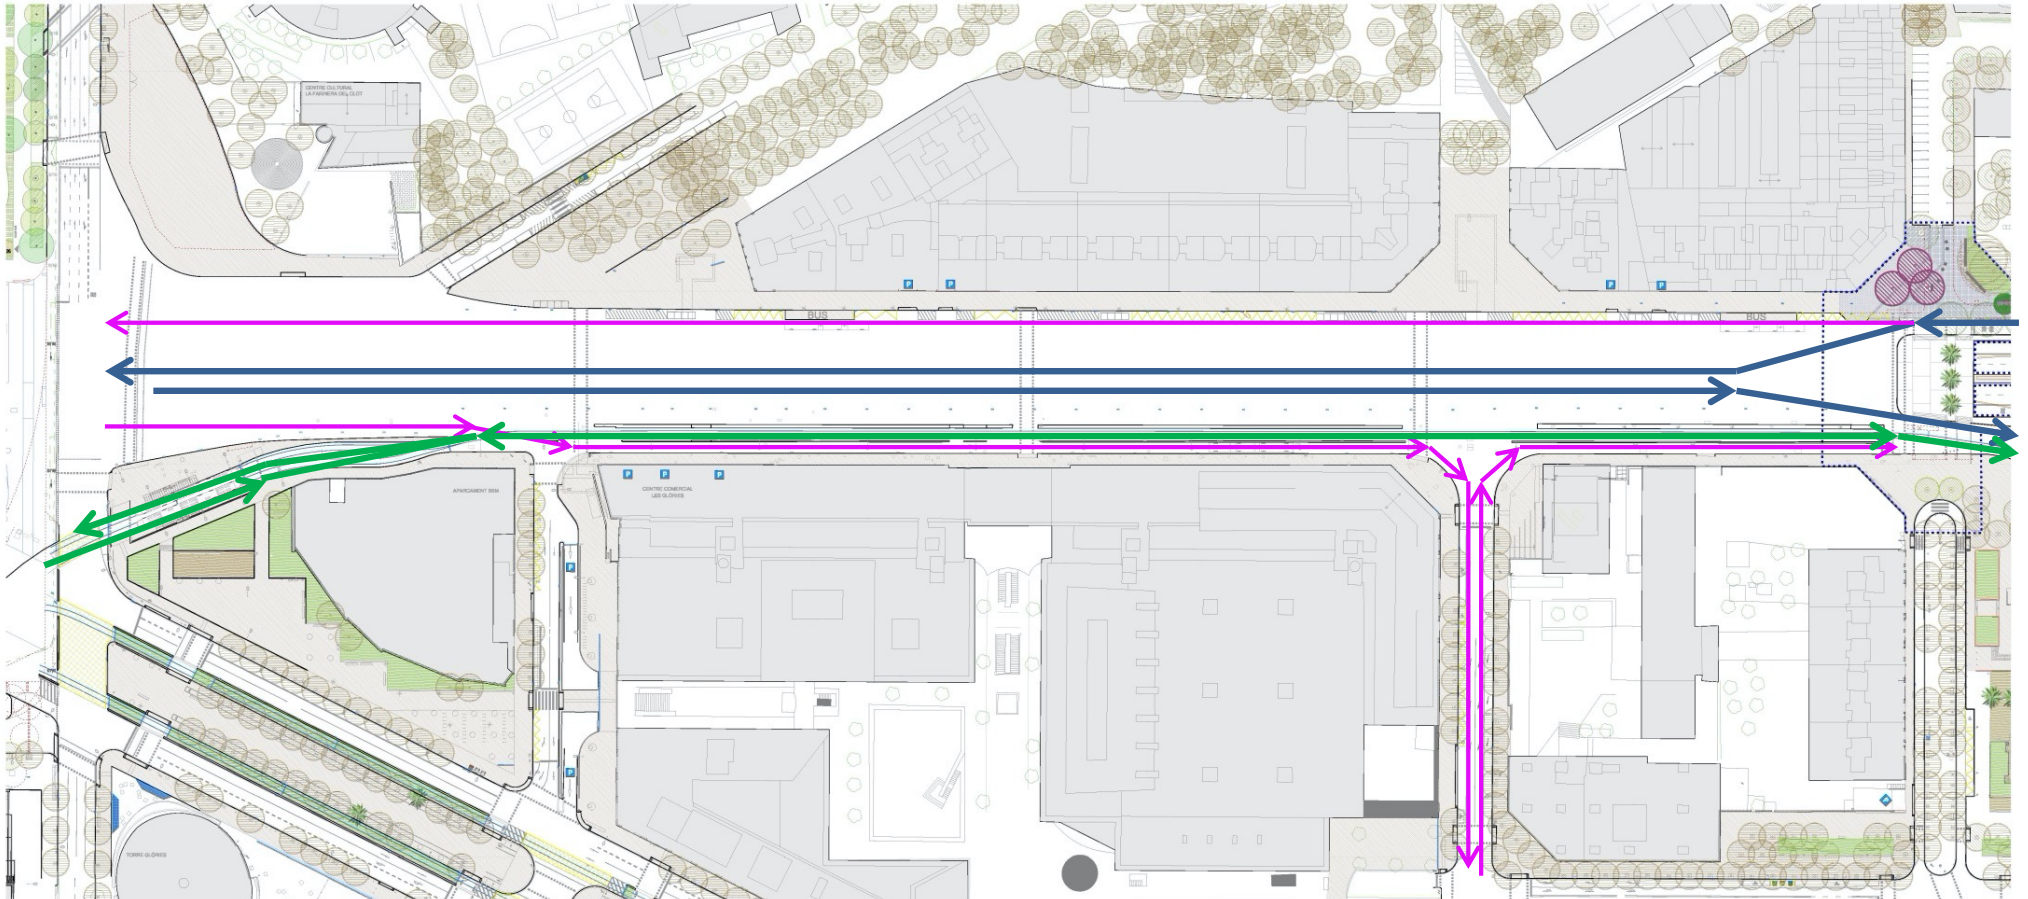 CENTRE CULTURAL
LA FARINERA DEL CLOT
P
P
P
P
BUS
BUS
P
P
P
CENTRE COMERCIAL
LES GLÒRIES
APARCAMENT BSM
P
P
TORRE GLÒRIES